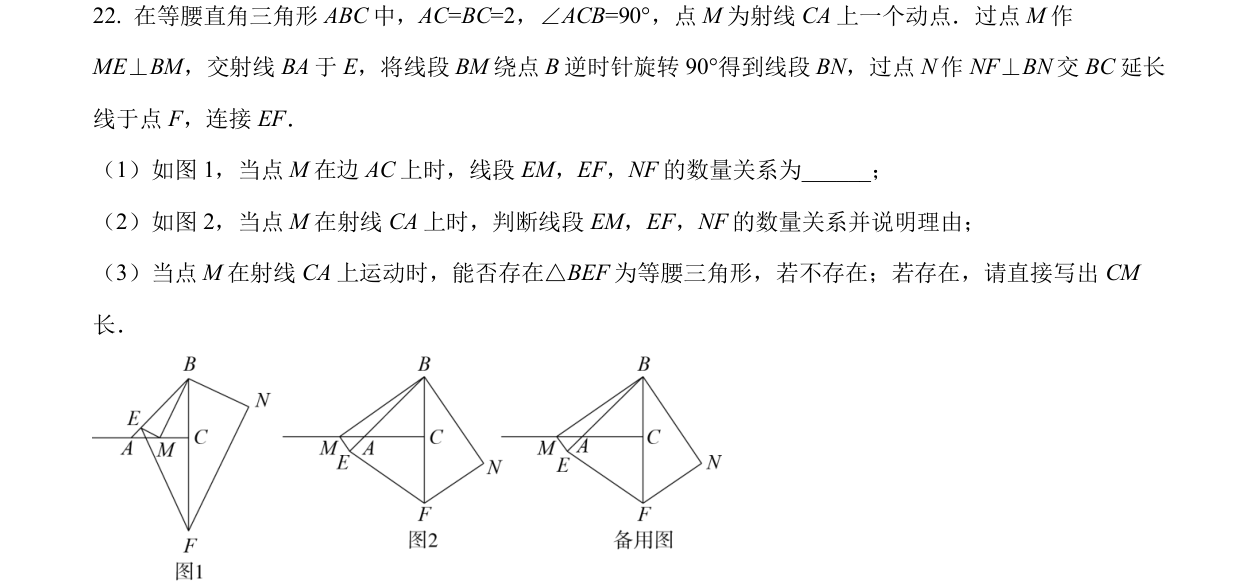 22. 在等腰直角三角形 ABC 中，AC=BC=2，∠ACB=90°，点 M 为射线 CA 上一个动点．过点 M 作
ME⊥BM，交射线 BA 于 E，将线段 BM 绕点 B 逆时针旋转 90°得到线段 BN，过点 N 作 NF⊥BN 交 BC 延长
线于点 F，连接 EF．
（1）如图 1，当点 M 在边 AC 上时，线段 EM，EF，NF 的数量关系为______；
（2）如图 2，当点 M 在射线 CA 上时，判断线段 EM，EF，NF 的数量关系并说明理由；
（3）当点 M 在射线 CA 上运动时，能否存在△BEF 为等腰三角形，若不存在；若存在，请直接写出 CM
长．
B
N
E
A M C
F
图1
B
M A C
E N
F
图2
B
M A C
E N
F
备用图